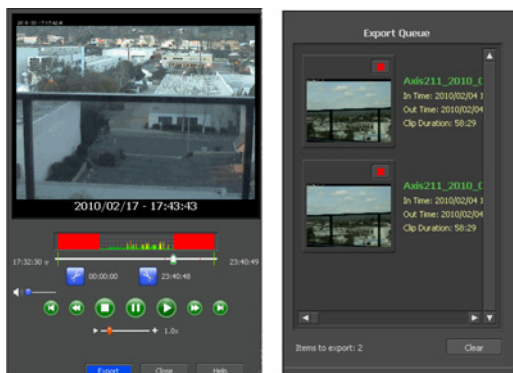 2010/02/17 - 17:43:43
17:32:30
23:40:49
00:00:00
23:40:48
1.0x
Export
Close
Help
Export Queue
Axis211_2010_0
In Time: 2010/02/04 1
Out Time: 2010/02/04
Clip Duration: 58:29
Axis211_2010_0
In Time: 2010/02/04 1
Out Time: 2010/02/04
Clip Duration: 58:29
Items to export: 2
Clear